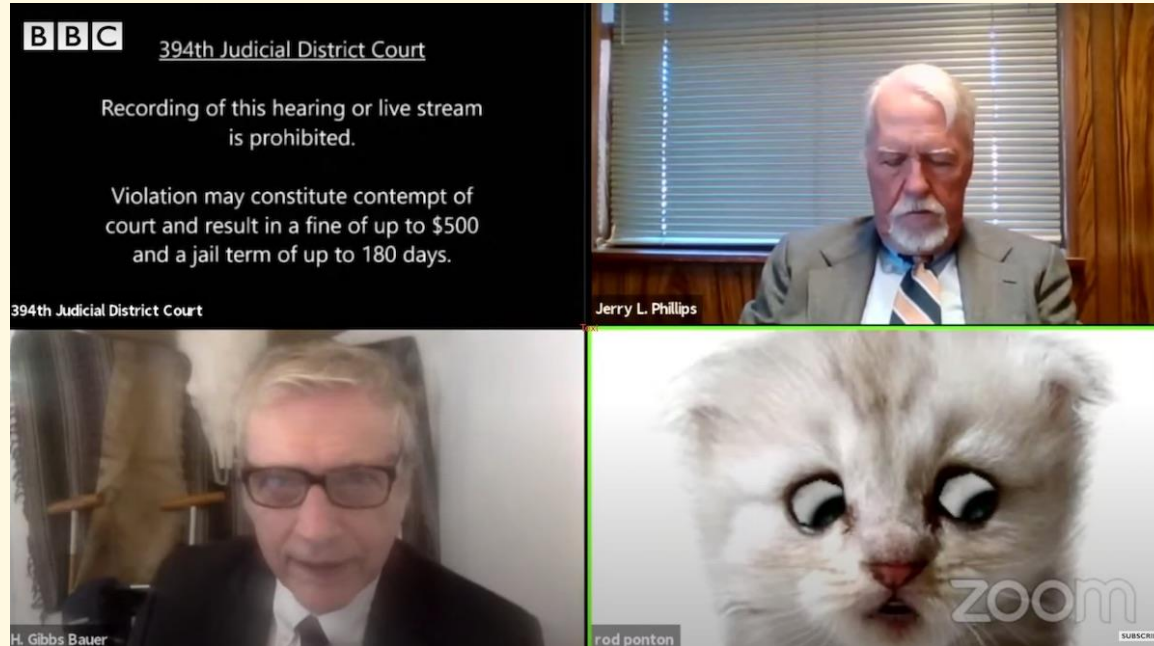 BBC
394th Judicial District Court
Recording of this hearing or live stream
is prohibited.
Violation may constitute contempt of
court and result in a fine of up to $500
and a jail term of up to 180 days.
394th Judicial District Court
Jerry L. Phillips
Text
H. Gibbs Bauer
rod ponton
zoom
SUBSCRI